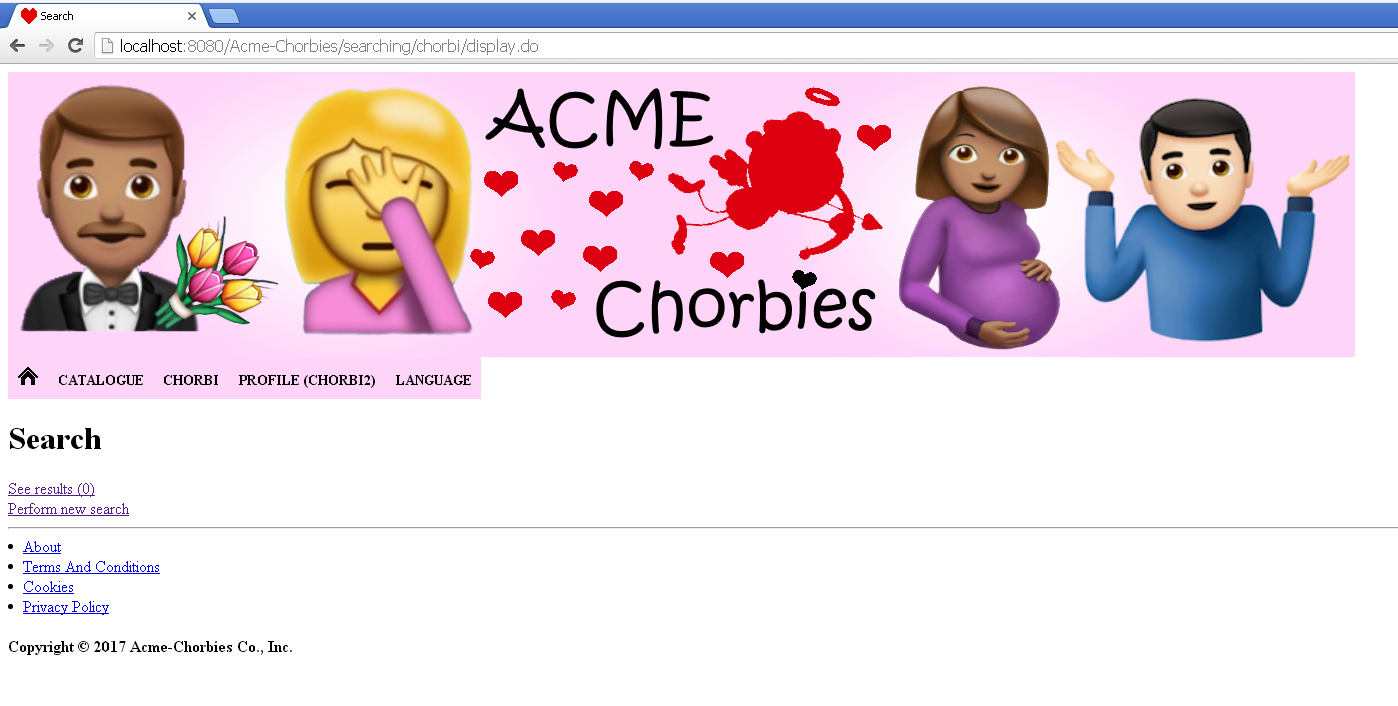 Search
localhost:8080/Acme-Chorbies/searching/chorbi/display.do
ACME
Chorbies
CATALOGUE CHORBI PROFILE (CHORBI2) LANGUAGE
Search
See results (0)
Perform new search
About
Terms And Conditions
Cookies
Privacy Policy
Copyright © 2017 Acme-Chorbies Co., Inc.